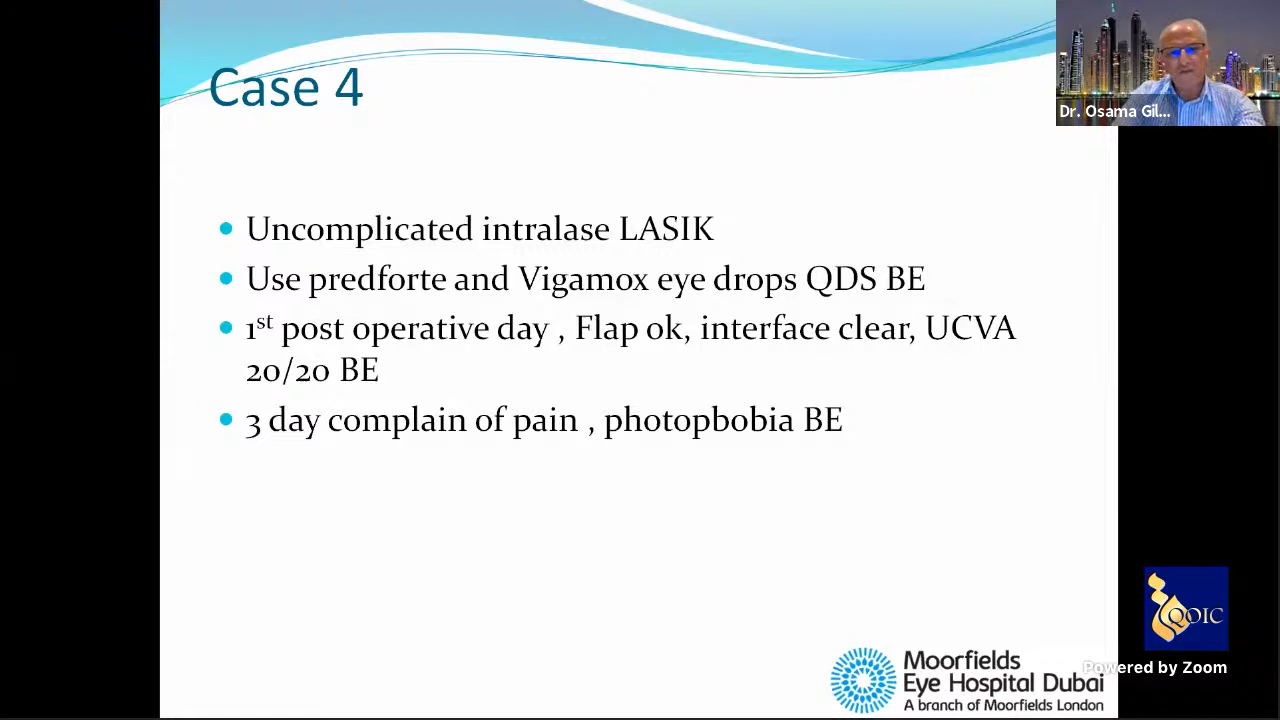 Case 4
Dr. Osama Gil...
• Uncomplicated intralase LASIK
• Use predforte and Vigamox eye drops QDS BE
• 1st post operative day , Flap ok, interface clear, UCVA
20/20 BE
• 3 day complain of pain , photopbobia BE
QOIC
Powered by Zoom
Moorfields
Eye Hospital Dubai
A branch of Moorfields London